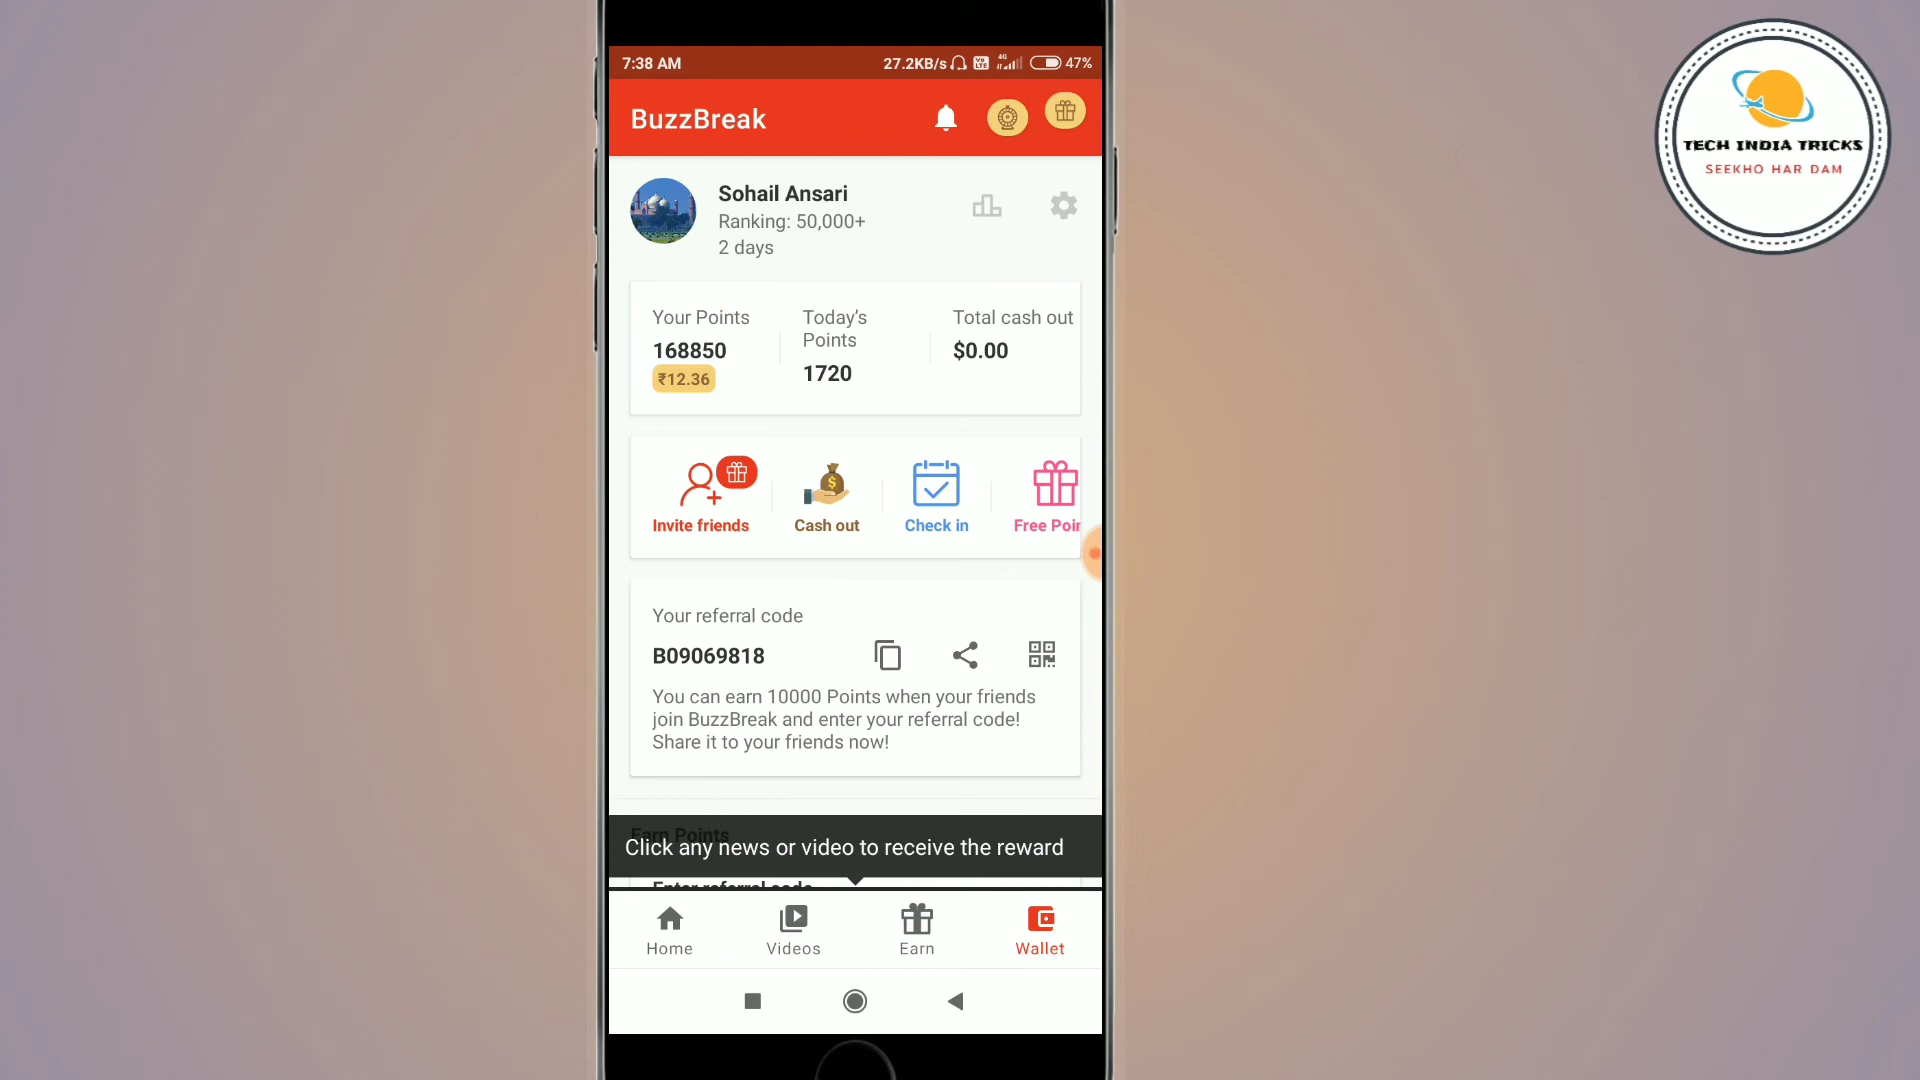 7:38 AM
27.2KB/s
4G
47%
BuzzBreak
Sohail Ansari
Ranking: 50,000+
2 days
Your Points
168850
₹12.36
Today's
Points
1720
Total cash out
$0.00
Invite friends
Cash out
Check in
Free Poin
Your referral code
B09069818
You can earn 10000 Points when your friends
join BuzzBreak and enter your referral code!
Share it to your friends now!
Earn Points
Click any news or video to receive the reward
Enter referral code
Home
Videos
Earn
Wallet
TECH INDIA TRICKS
SEEKHO HAR DAM